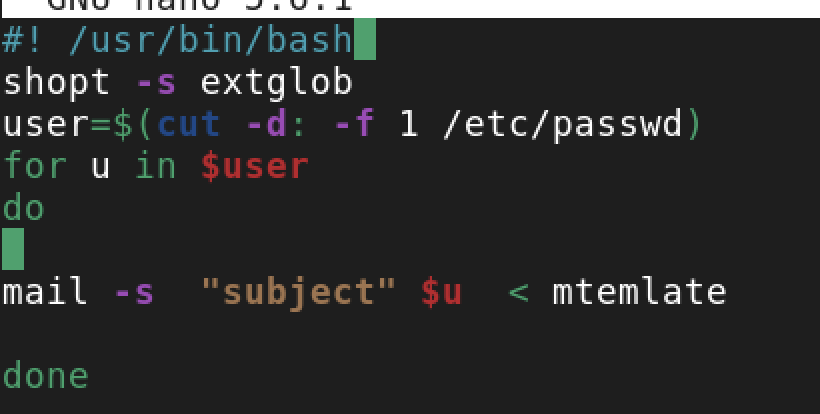 GNU nano 5.6.1
#! /usr/bin/bash
shopt -s extglob
user=$(cut -d: -f 1 /etc/passwd)
for u in $user
do
mail -s  "subject" $u  < mtemlate
done